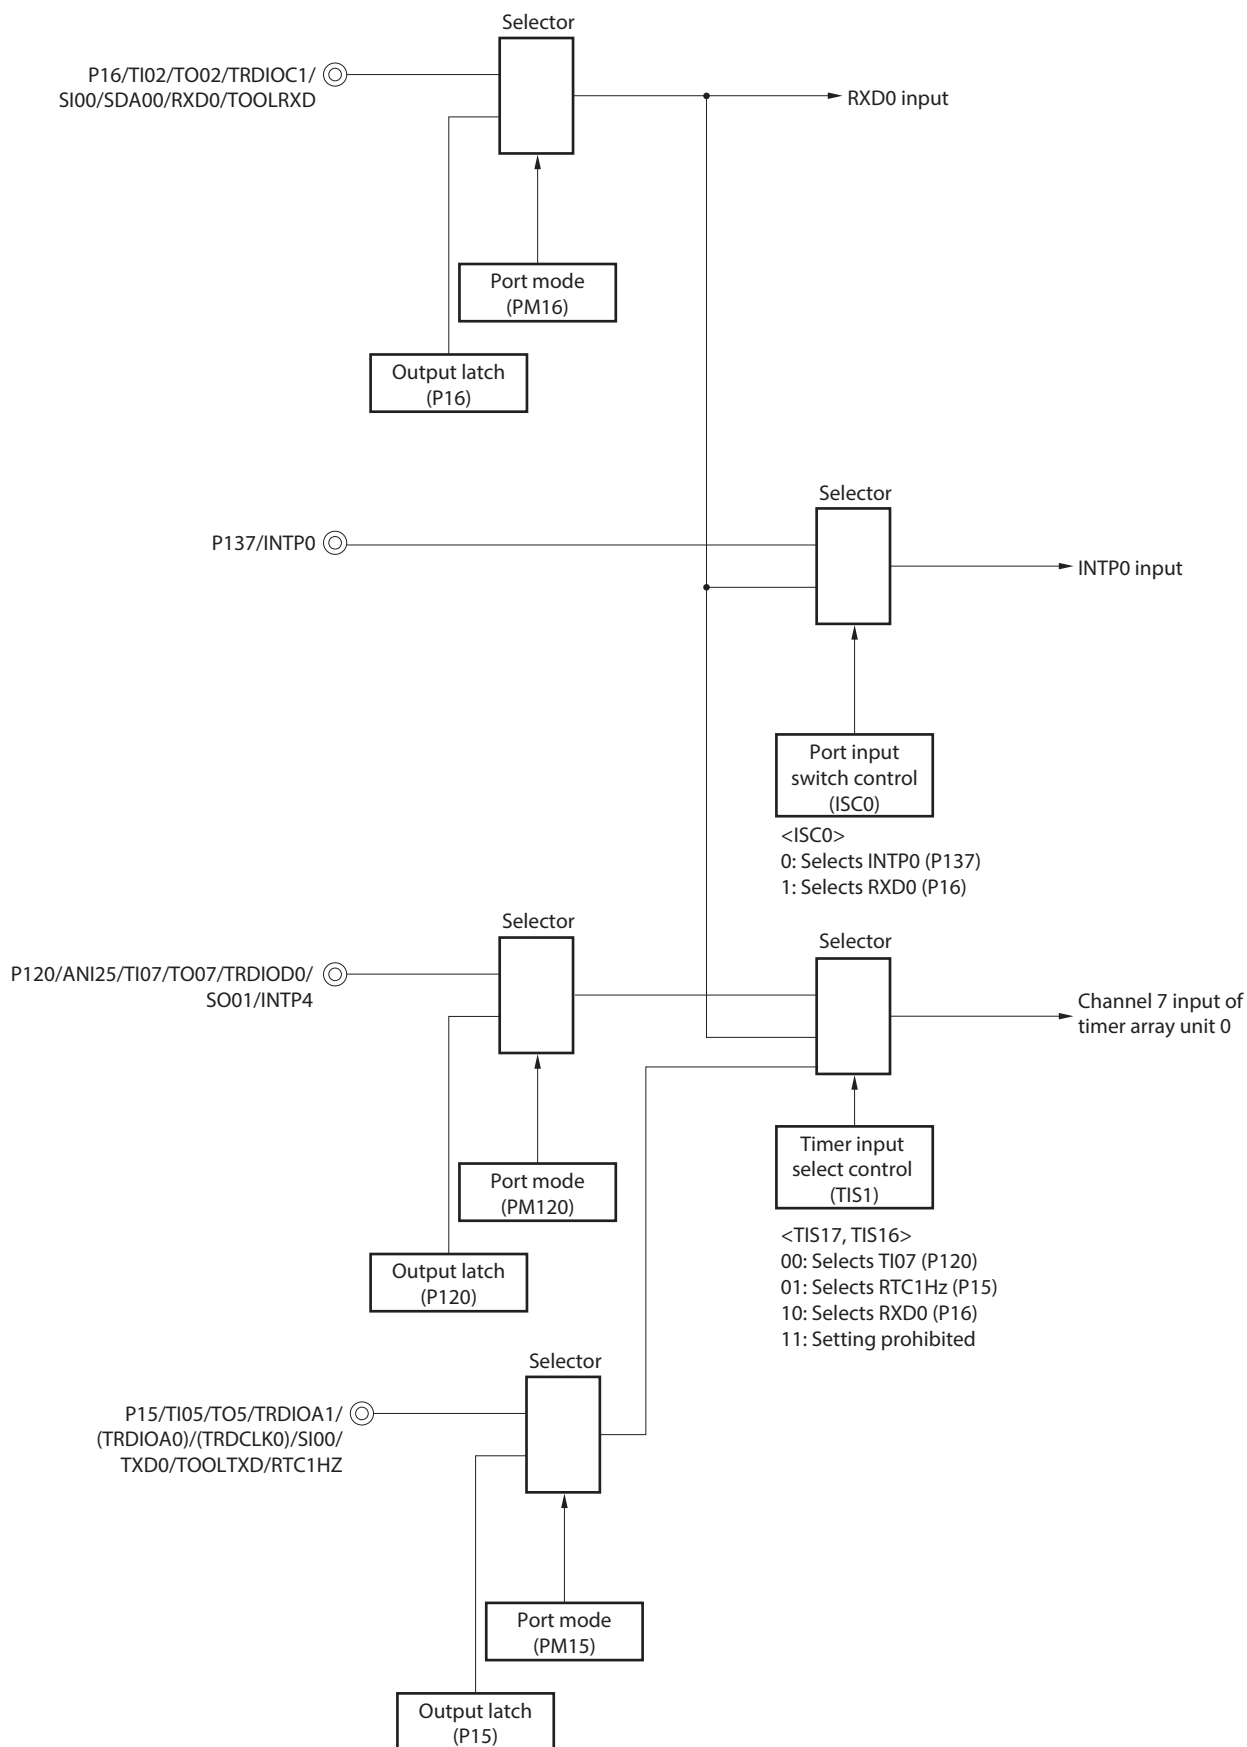 Selector
P16/TI02/TO02/TRDIOC1/
SI00/SDA00/RXD0/TOOLRXD
RXD0 input
Port mode
(PM16)
Output latch
(P16)
Selector
P137/INTP0
INTP0 input
Port input
switch control
(ISC0)
<ISC0>
0: Selects INTP0 (P137)
1: Selects RXD0 (P16)
Selector
Selector
P120/ANI25/TI07/TO07/TRDIOD0/
SO01/INTP4
Channel 7 input of
timer array unit 0
Timer input
select control
(TIS1)
Port mode
(PM120)
<TIS17, TIS16>
00: Selects TI07 (P120)
01: Selects RTC1Hz (P15)
10: Selects RXD0 (P16)
11: Setting prohibited
Output latch
(P120)
Selector
P15/TI05/TO5/TRDIOA1/
(TRDIOA0)/(TRDCLK0)/SI00/
TXD0/TOOLTXD/RTC1HZ
Port mode
(PM15)
Output latch
(P15)